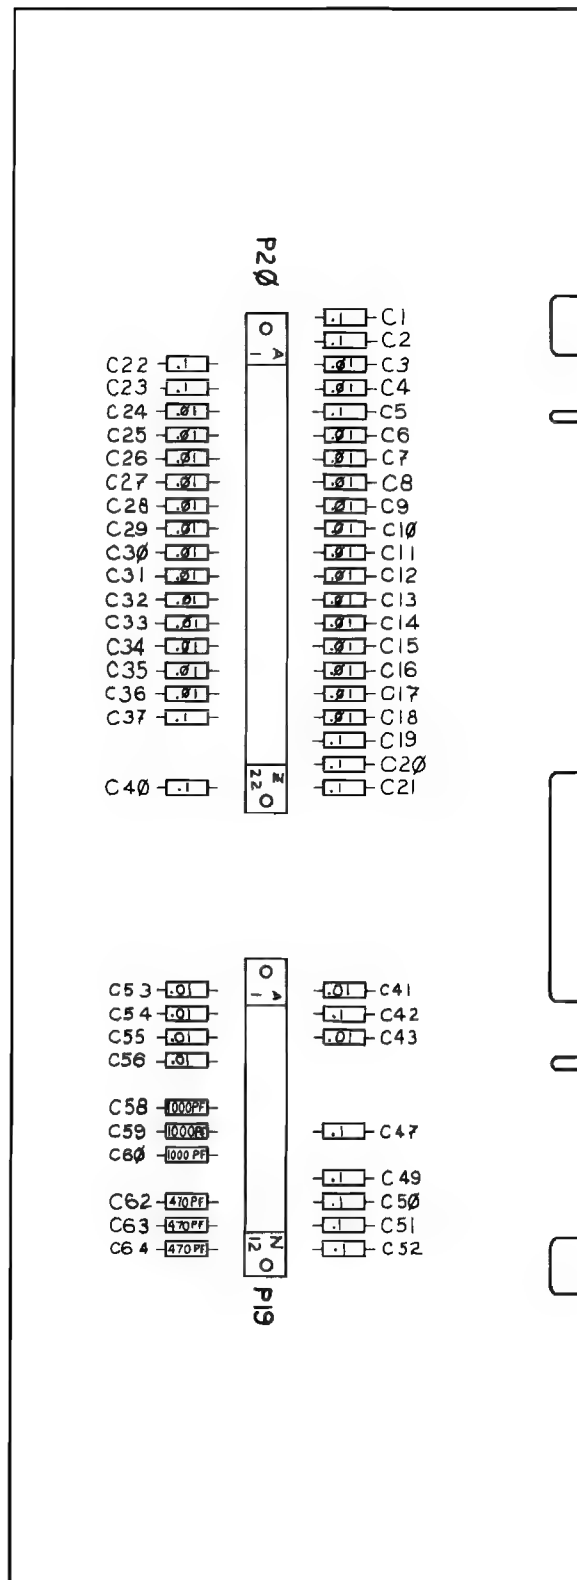 P2Ø
.1 C1
.1 C2
A
1
C22 .1
.Ø1 C3
C23 .1
.Ø1 C4
C24 .Ø1
.1 C5
C25 .Ø1
.Ø1 C6
C26 .Ø1
.Ø1 C7
C27 .Ø1
.Ø1 C8
C28 .Ø1
.Ø1 C9
C29 .Ø1
.Ø1 C1Ø
C3Ø .Ø1
.Ø1 C11
C31 .Ø1
.Ø1 C12
C32 .Ø1
.Ø1 C13
C33 .Ø1
.Ø1 C14
C34 .Ø1
.Ø1 C15
C35 .Ø1
.Ø1 C16
C36 .Ø1
.Ø1 C17
C37 .1
.Ø1 C18
.1 C19
.1 C2Ø
Z
22
C4Ø .1
.1 C21
A
1
C53 .01
.01 C41
C54 .01
.1 C42
C55 .01
.01 C43
C56 .01
C58 1000PF
C59 1000PF
.1 C47
C6Ø 1000PF
.1 C49
C62 470PF
.1 C5Ø
C63 470PF
.1 C51
N
12
C64 470PF
.1 C52
P19